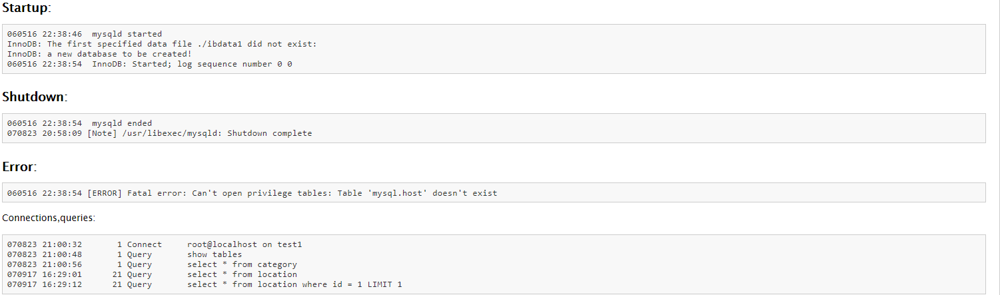 Startup:
060516 22:38:46  mysqld started
InnoDB: The first specified data file ./ibdata1 did not exist:
InnoDB: a new database to be created!
060516 22:38:54  InnoDB: Started; log sequence number 0 0
Shutdown:
060516 22:38:54  mysqld ended
070823 20:58:09 [Note] /usr/libexec/mysqld: Shutdown complete
Error:
060516 22:38:54 [ERROR] Fatal error: Can't open privilege tables: Table 'mysql.host' doesn't exist
Connections,queries:
070823 21:00:32       1 Connect     root@localhost on test1
070823 21:00:48       1 Query       show tables
070823 21:00:56       1 Query       select * from category
070917 16:29:01      21 Query       select * from location
070917 16:29:12      21 Query       select * from location where id = 1 LIMIT 1